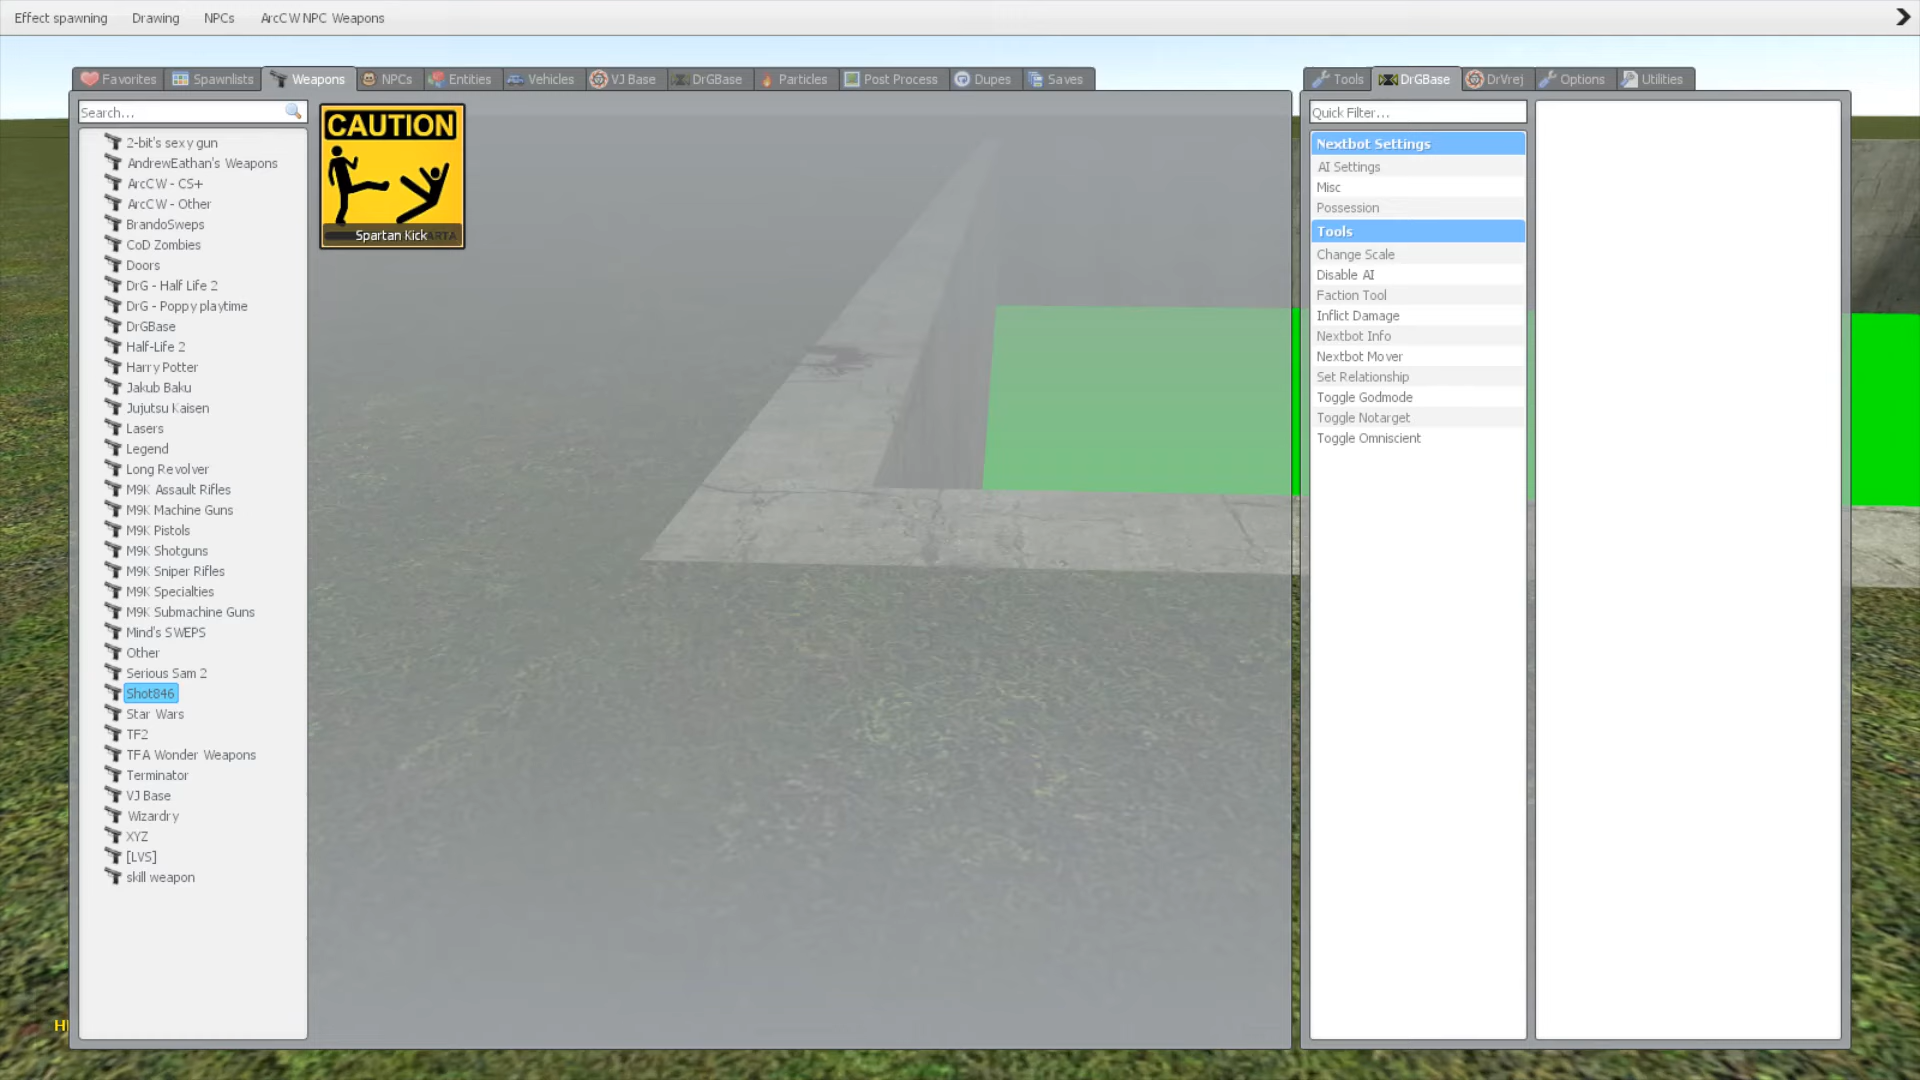 Effect spawning Drawing NPCs ArcCW NPC Weapons
Favorites Spawnlists Weapons NPCs Entities Vehicles VJ Base DrGBase Particles Post Process Dupes Saves
Tools DrGBase DrVrej Options Utilities
Search...
2-bit's sexy gun
AndrewEathan's Weapons
ArcCW - CS+
ArcCW - Other
BrandoSweps
CoD Zombies
Doors
DrG - Half Life 2
DrG - Poppy playtime
DrGBase
Half-Life 2
Harry Potter
Jakub Baku
Jujutsu Kaisen
Lasers
Legend
Long Revolver
M9K Assault Rifles
M9K Machine Guns
M9K Pistols
M9K Shotguns
M9K Sniper Rifles
M9K Specialties
M9K Submachine Guns
Mind's SWEPS
Other
Serious Sam 2
Shot846
Star Wars
TF2
TFA Wonder Weapons
Terminator
VJ Base
Wizardry
XYZ
[LVS]
skill weapon
CAUTION
Spartan Kick
Quick Filter...
Nextbot Settings
AI Settings
Misc
Possession
Tools
Change Scale
Disable AI
Faction Tool
Inflict Damage
Nextbot Info
Nextbot Mover
Set Relationship
Toggle Godmode
Toggle Notarget
Toggle Omniscient